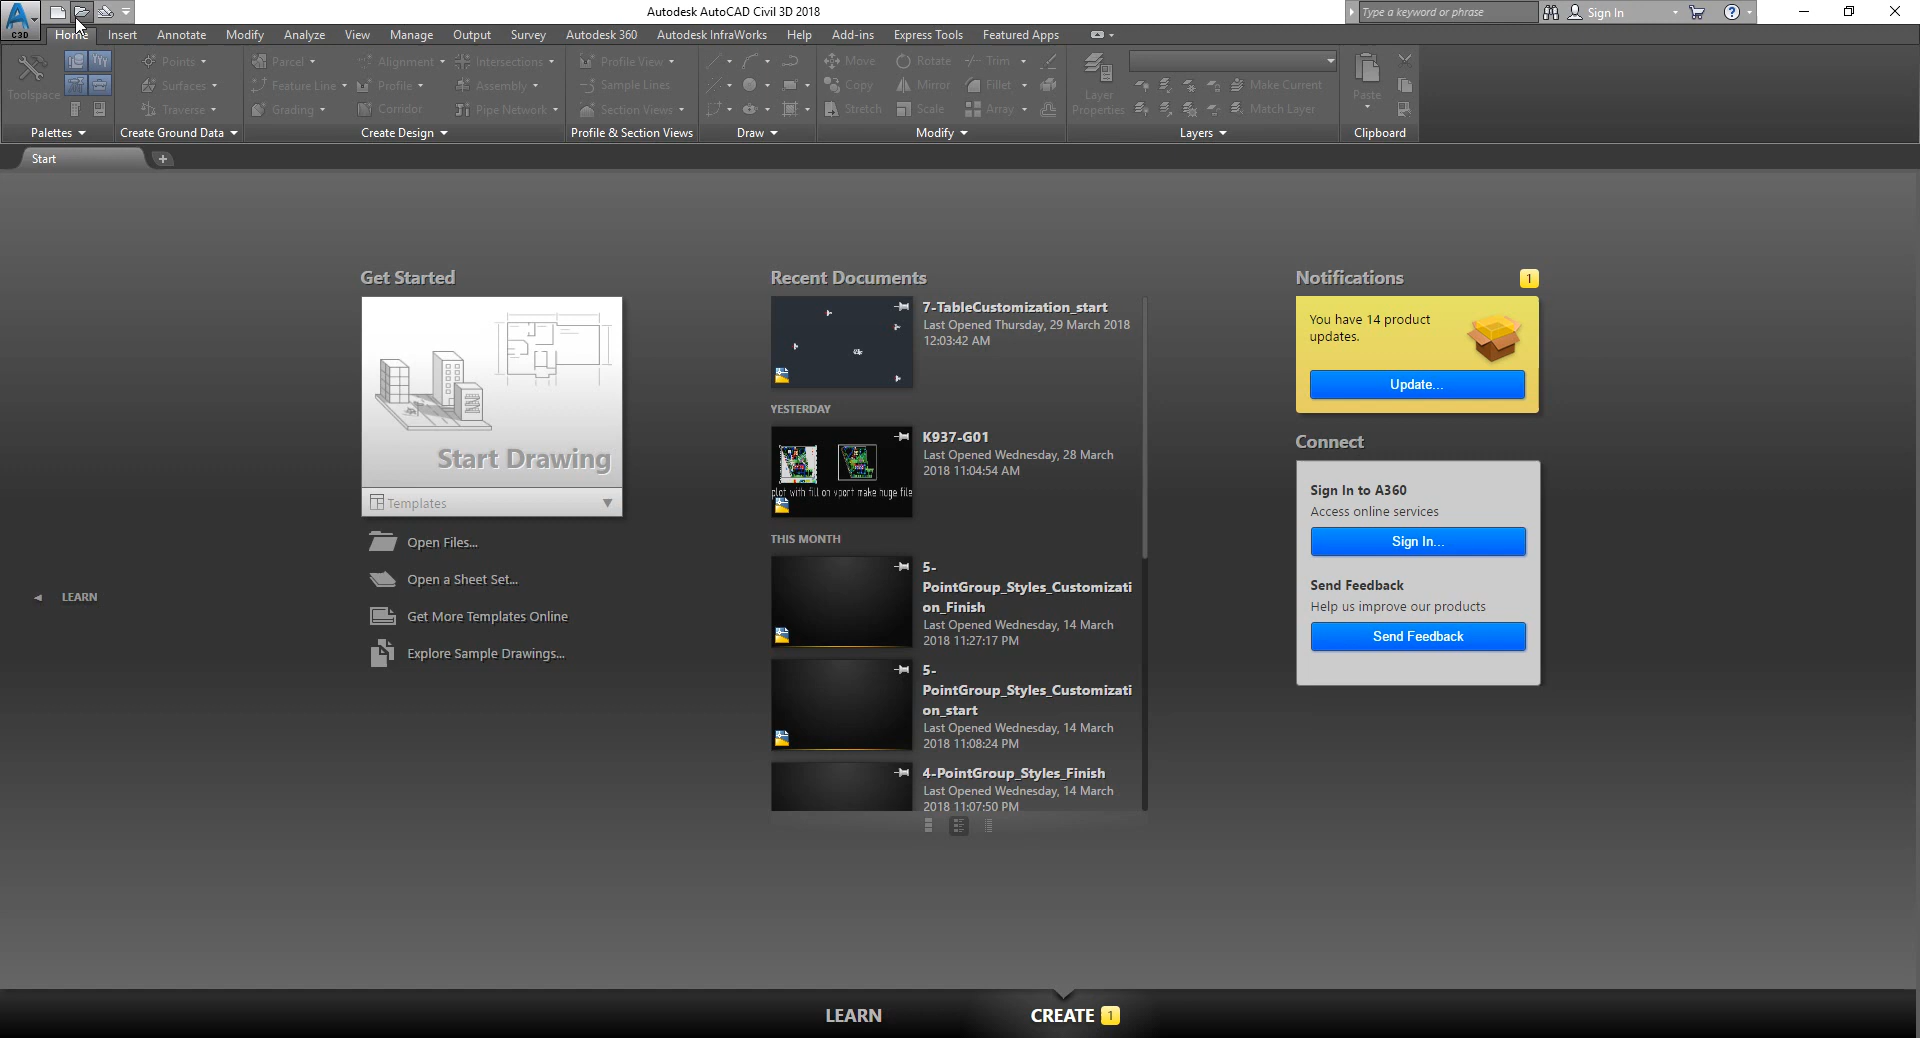 Autodesk AutoCAD Civil 3D 2018
Type a keyword or phrase
Sign In
C3D
Home Insert Annotate Modify Analyze View Manage Output Survey Autodesk 360 Autodesk InfraWorks Help Add-ins Express Tools Featured Apps
Toolspace
Palettes
Points
Surfaces
Traverse
Create Ground Data
Parcel
Feature Line
Grading
Alignment
Profile
Corridor
Intersections
Assembly
Pipe Network
Create Design
Profile View
Sample Lines
Section Views
Profile & Section Views
Draw
Move
Copy
Stretch
Rotate
Mirror
Scale
Trim
Fillet
Array
Modify
Layer
Properties
Make Current
Match Layer
Layers
Paste
Clipboard
Start
Get Started
Start Drawing
Templates
Open Files...
Open a Sheet Set...
Get More Templates Online
Explore Sample Drawings...
LEARN
Recent Documents
7-TableCustomization_start
Last Opened Thursday, 29 March 2018
12:03:42 AM
YESTERDAY
plot with fill on vport make huge file
K937-G01
Last Opened Wednesday, 28 March
2018 11:04:54 AM
THIS MONTH
5-
PointGroup_Styles_Customizati
on_Finish
Last Opened Wednesday, 14 March
2018 11:27:17 PM
5-
PointGroup_Styles_Customizati
on_start
Last Opened Wednesday, 14 March
2018 11:08:24 PM
4-PointGroup_Styles_Finish
Last Opened Wednesday, 14 March
2018 11:07:50 PM
Notifications 1
You have 14 product
updates.
Update...
Connect
Sign In to A360
Access online services
Sign In...
Send Feedback
Help us improve our products
Send Feedback
LEARN
CREATE 1